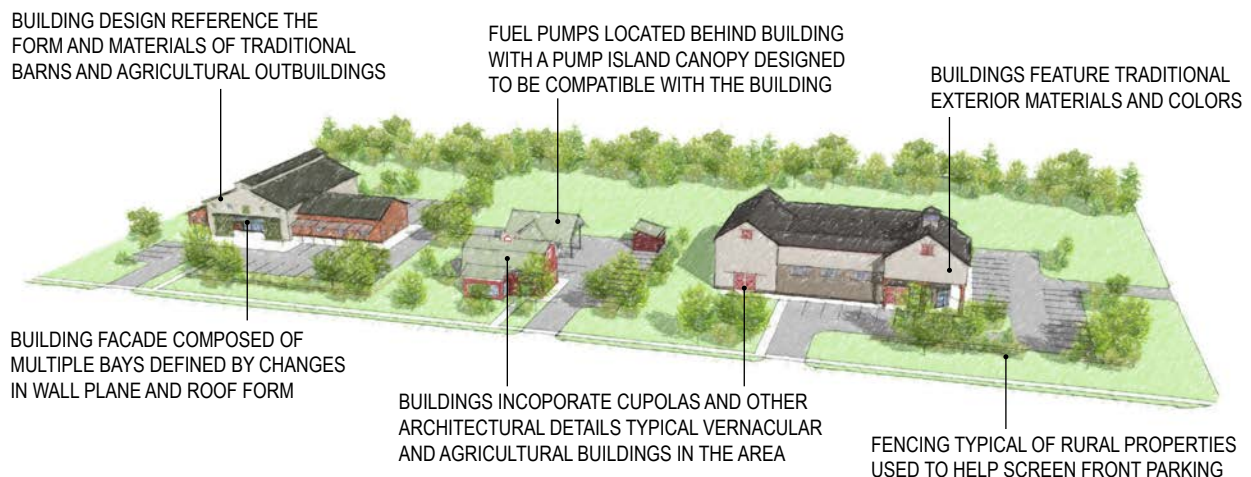 BUILDING DESIGN REFERENCE THE
FORM AND MATERIALS OF TRADITIONAL
BARNS AND AGRICULTURAL OUTBUILDINGS
FUEL PUMPS LOCATED BEHIND BUILDING
WITH A PUMP ISLAND CANOPY DESIGNED
TO BE COMPATIBLE WITH THE BUILDING
BUILDINGS FEATURE TRADITIONAL
EXTERIOR MATERIALS AND COLORS
BUILDING FACADE COMPOSED OF
MULTIPLE BAYS DEFINED BY CHANGES
IN WALL PLANE AND ROOF FORM
BUILDINGS INCOPORATE CUPOLAS AND OTHER
ARCHITECTURAL DETAILS TYPICAL VERNACULAR
AND AGRICULTURAL BUILDINGS IN THE AREA
FENCING TYPICAL OF RURAL PROPERTIES
USED TO HELP SCREEN FRONT PARKING